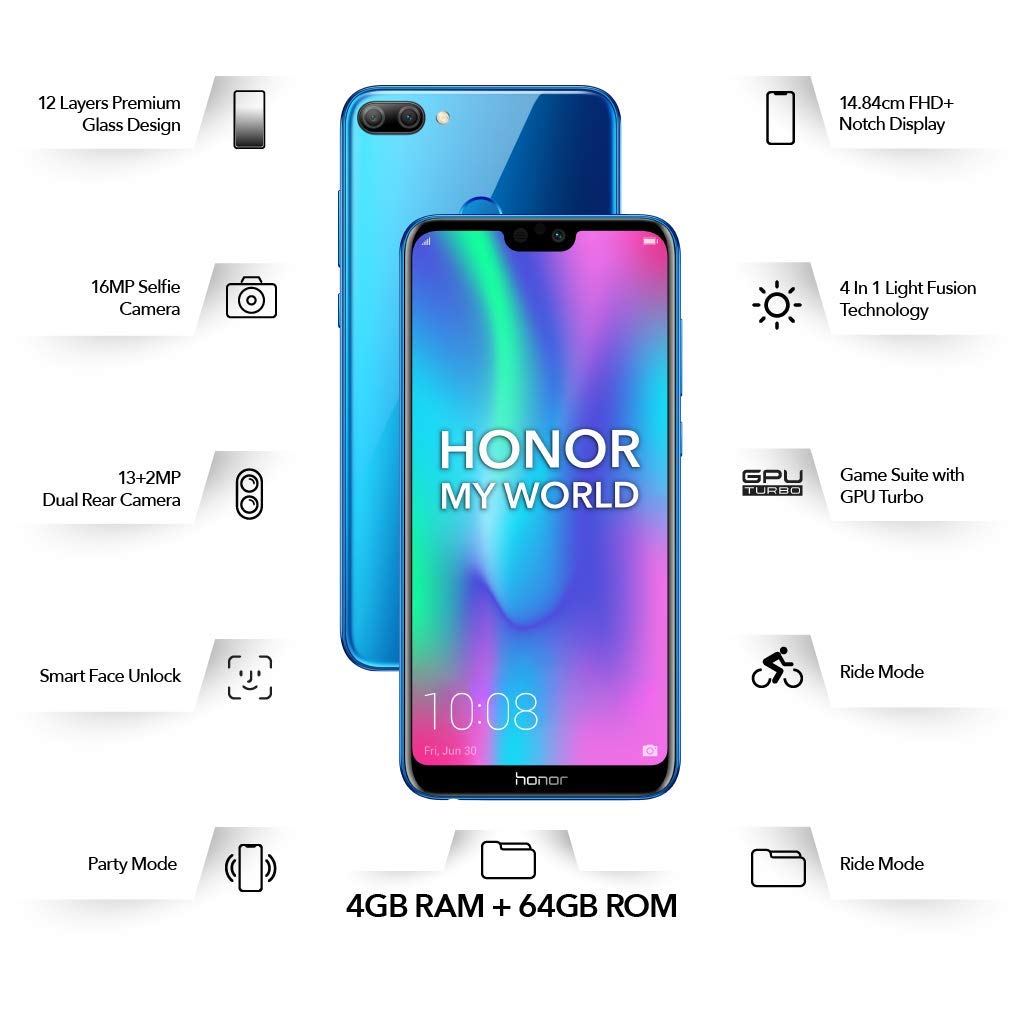 12 Layers Premium
Glass Design
16MP Selfie
Camera
13+2MP
Dual Rear Camera
Smart Face Unlock
Party Mode
HONOR
MY WORLD
10:08
Fri, Jun 30
honor
4GB RAM + 64GB ROM
14.84cm FHD+
Notch Display
4 In 1 Light Fusion
Technology
GPU
TURBO
Game Suite with
GPU Turbo
Ride Mode
Ride Mode